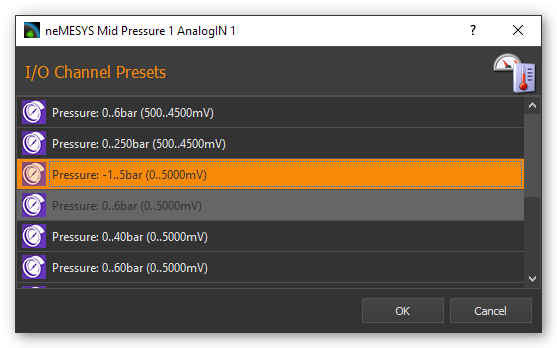 neMESYS Mid Pressure 1 AnalogIN 1
I/O Channel Presets
Pressure: 0..6bar (500..4500mV)
Pressure: 0..250bar (500..4500mV)
Pressure: -1..5bar (0..5000mV)
Pressure: 0..6bar (0..5000mV)
Pressure: 0..40bar (0..5000mV)
Pressure: 0..60bar (0..5000mV)
OK Cancel